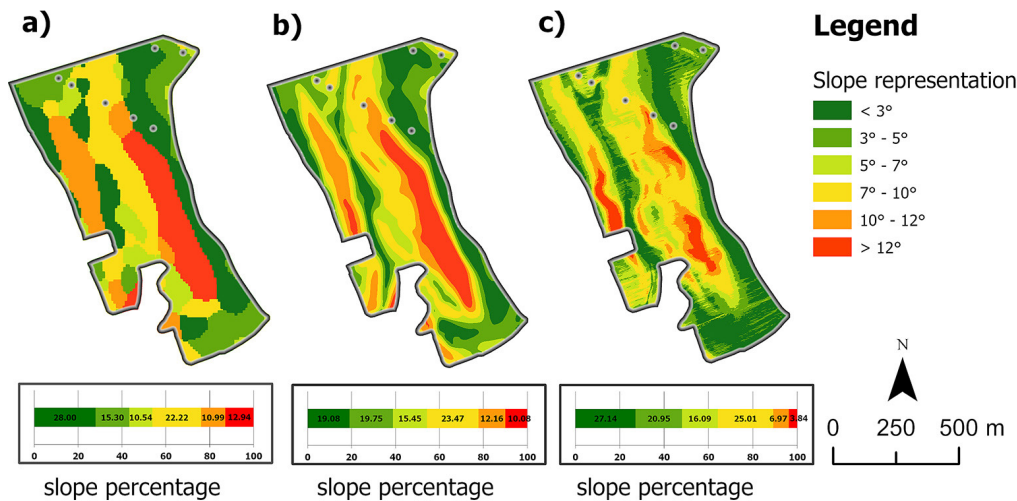 a)
b)
c)
Legend
Slope representation
< 3°
3° - 5°
5° - 7°
7° - 10°
10° - 12°
> 12°
N
0 250 500 m
28.00 15.30 10.54 22.22 10.99 12.94
0 20 40 60 80 100
slope percentage
19.08 19.75 15.45 23.47 12.16 10.08
0 20 40 60 80 100
slope percentage
27.14 20.95 16.09 25.01 6.97 3.84
0 20 40 60 80 100
slope percentage